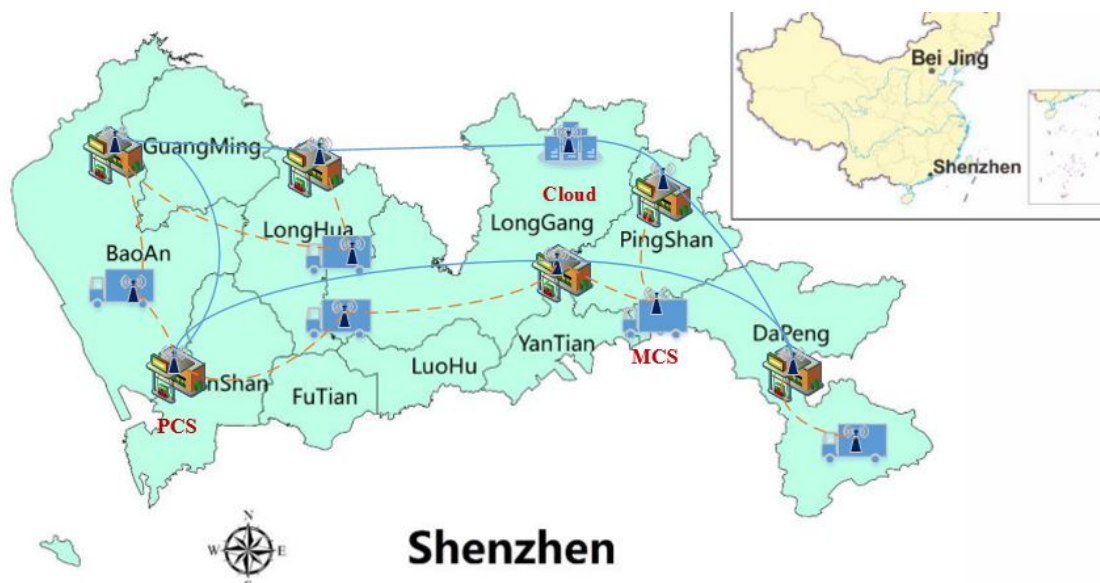 Bei Jing
Shenzhen
GuangMing
Cloud
LongHua
LongGang
PingShan
BaoAn
DaPeng
YanTian
MCS
LuoHu
nShan
FuTian
PCS
N
W
E
Shenzhen